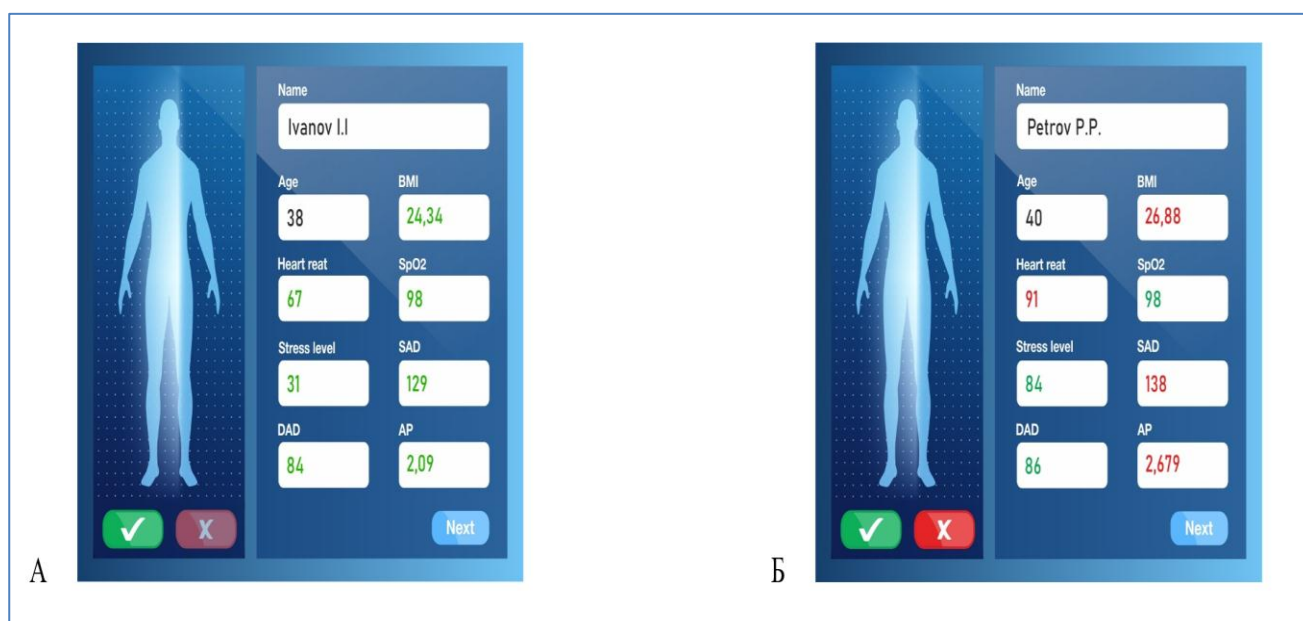 Name
Ivanov I.I
Age BMI
38 24,34
Heart reat SpO2
67 98
Stress level SAD
31 129
DAD AP
84 2,09
X Next
А
Name
Petrov P.P.
Age BMI
40 26,88
Heart reat SpO2
91 98
Stress level SAD
84 138
DAD AP
86 2,679
X Next
Б